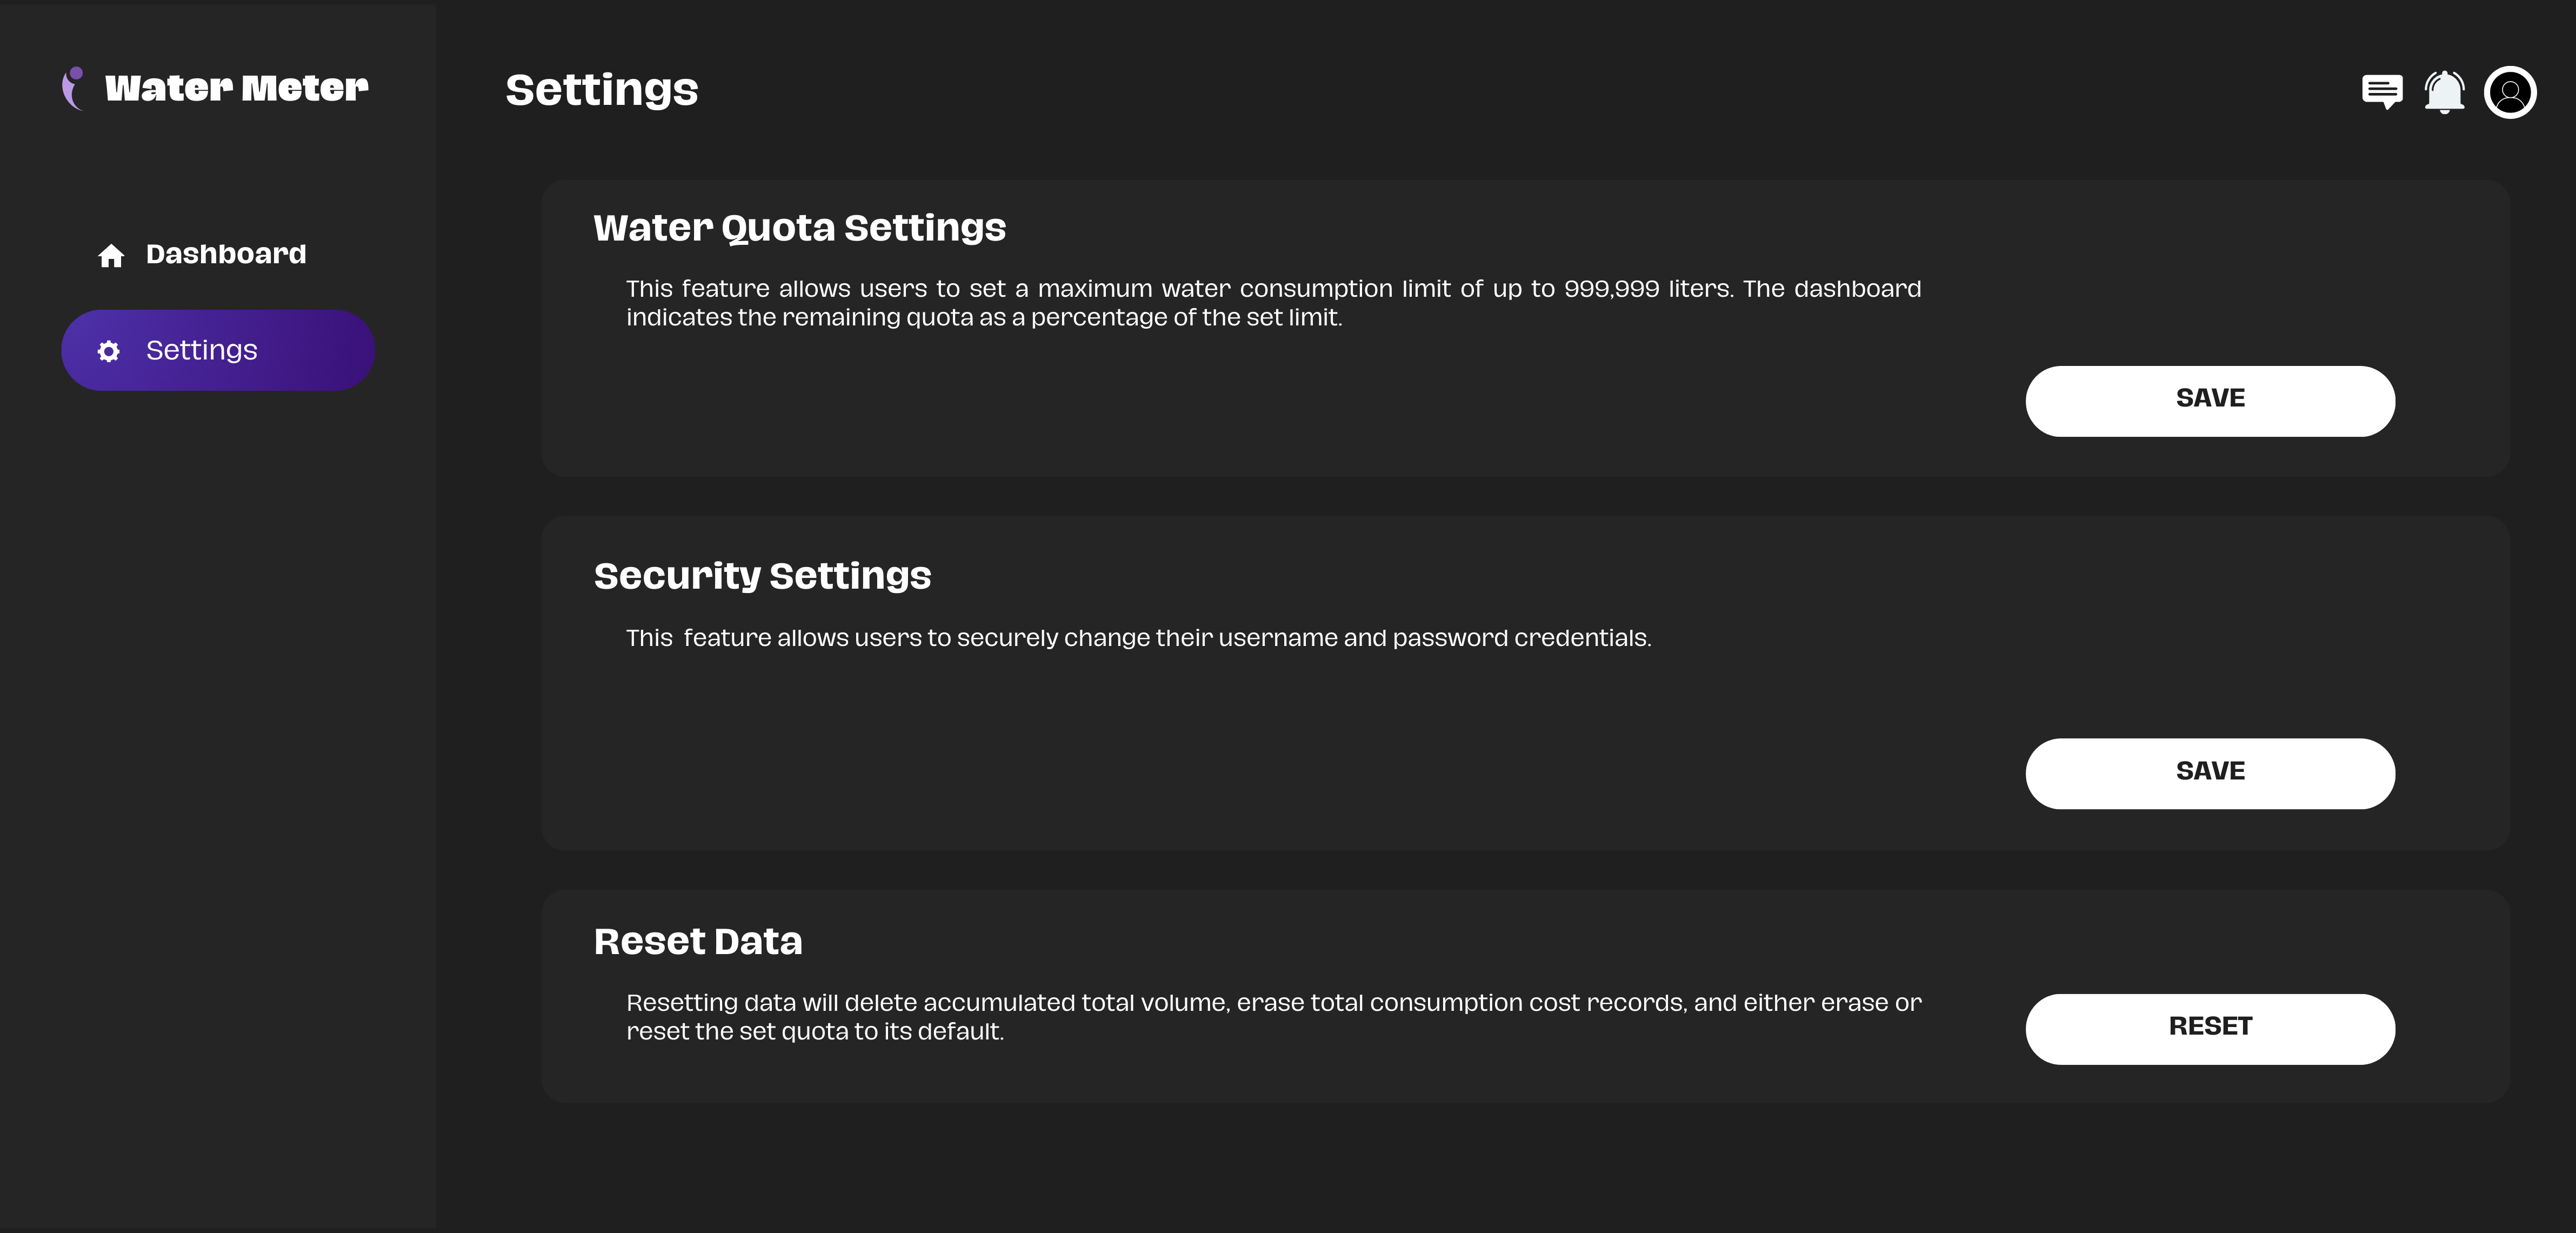 Water Meter
Settings
Dashboard
Settings
Water Quota Settings
This feature allows users to set a maximum water consumption limit of up to 999,999 liters. The dashboard
indicates the remaining quota as a percentage of the set limit.
SAVE
Security Settings
This feature allows users to securely change their username and password credentials.
SAVE
Reset Data
Resetting data will delete accumulated total volume, erase total consumption cost records, and either erase or
reset the set quota to its default.
RESET